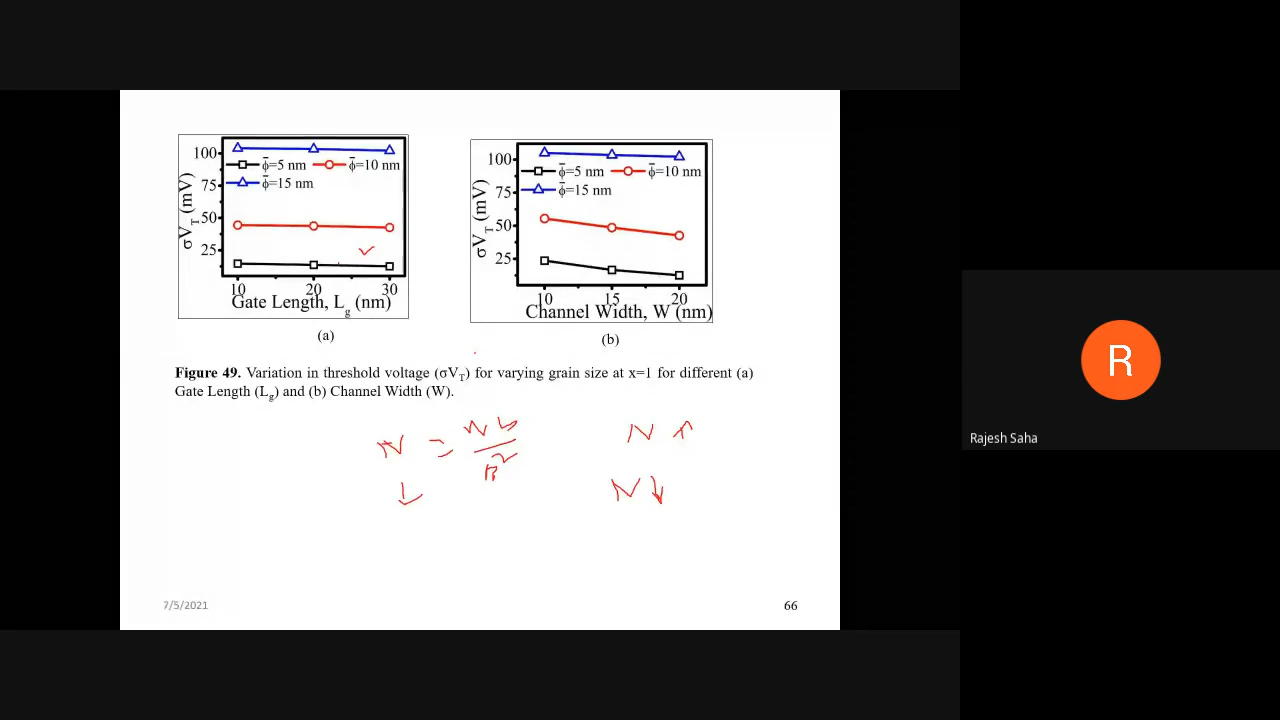 100
75
50
25
σV_T (mV)
ϕ̄=5 nm ϕ̄=10 nm
ϕ̄=15 nm
10 20 30
Gate Length, L_g (nm)
(a)
100
75
50
25
σV_T (mV)
ϕ̄=5 nm ϕ̄=10 nm
ϕ̄=15 nm
10 15 20
Channel Width, W (nm)
(b)
Figure 49. Variation in threshold voltage (σV_T) for varying grain size at x=1 for different (a)
Gate Length (L_g) and (b) Channel Width (W).
N ↑
N ↓
7/5/2021
66
R
Rajesh Saha